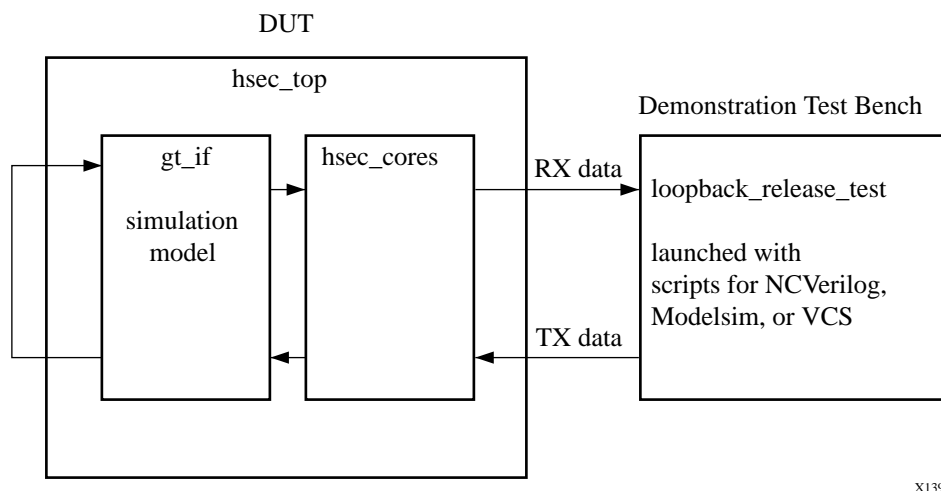 DUT
hsec_top
Demonstration Test Bench
gt_if
simulation
model
hsec_cores
RX data
TX data
loopback_release_test
launched with
scripts for NCVerilog,
Modelsim, or VCS
X139